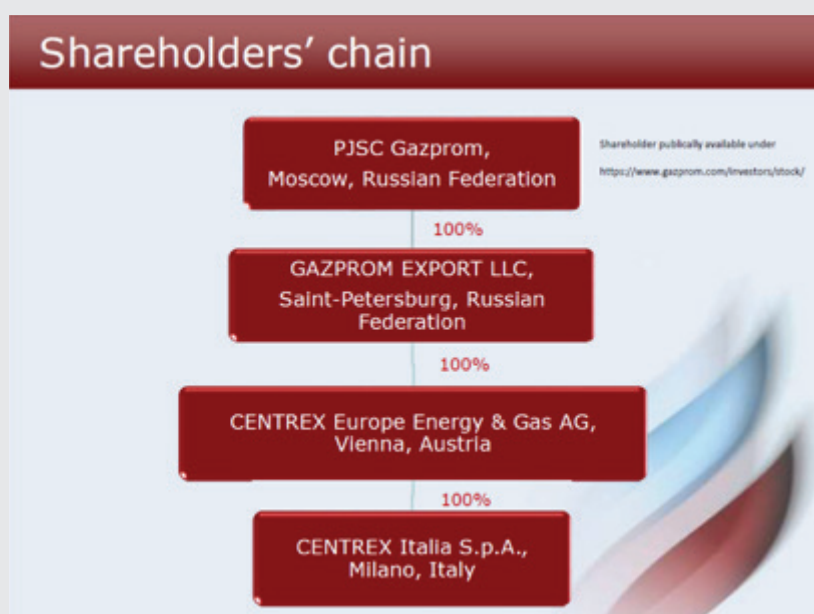 Shareholders' chain
PJSC Gazprom,
Moscow, Russian Federation
Shareholder publically available under
https://www.gazprom.com/investors/stock/
100%
GAZPROM EXPORT LLC,
Saint-Petersburg, Russian
Federation
100%
CENTREX Europe Energy & Gas AG,
Vienna, Austria
100%
CENTREX Italia S.p.A.,
Milano, Italy